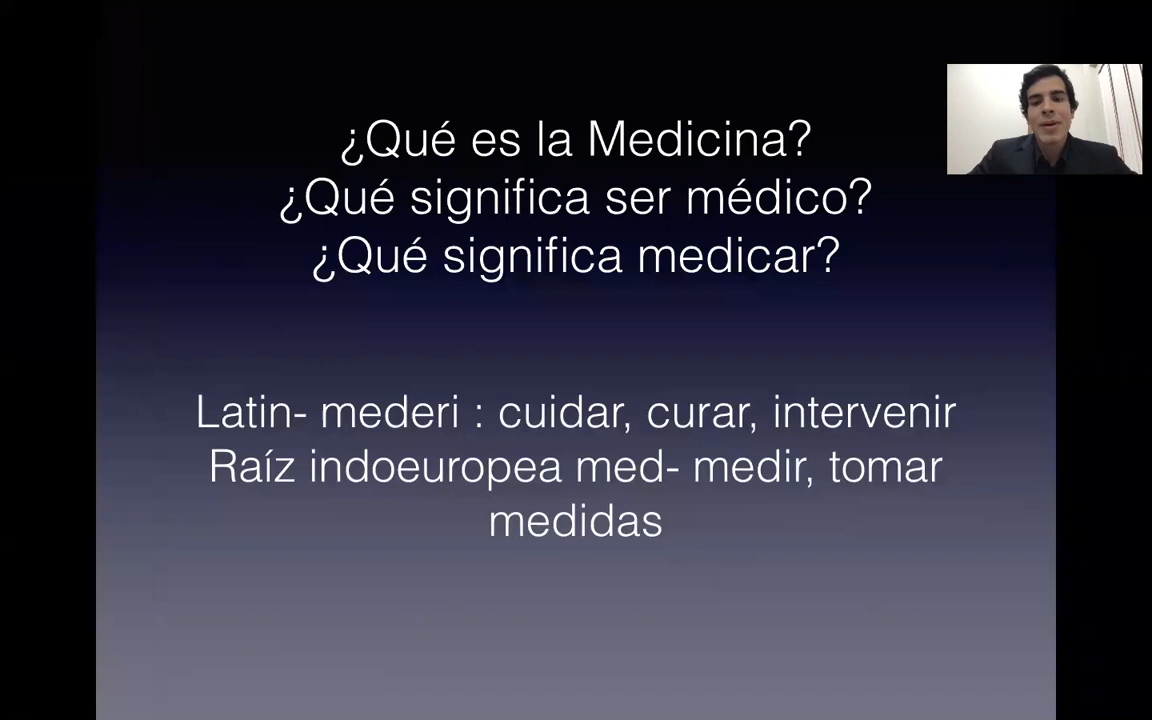 ¿Qué es la Medicina?
¿Qué significa ser médico?
¿Qué significa medicar?
Latin- mederi : cuidar, curar, intervenir
Raíz indoeuropea med- medir, tomar
medidas